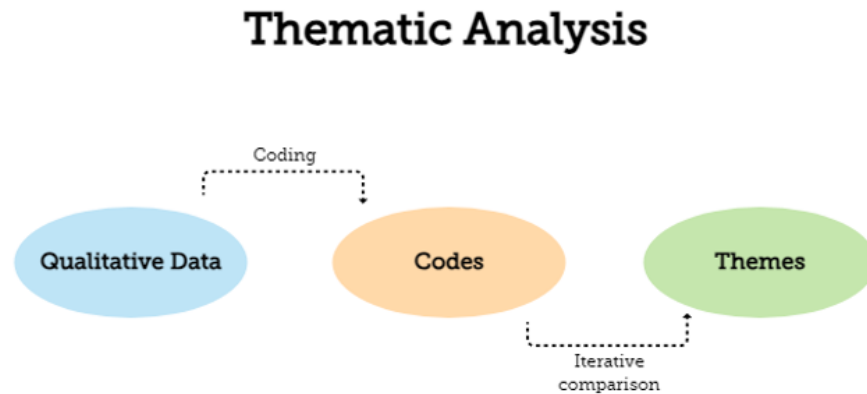 Thematic Analysis
Coding
Qualitative Data
Codes
Themes
Iterative
comparison